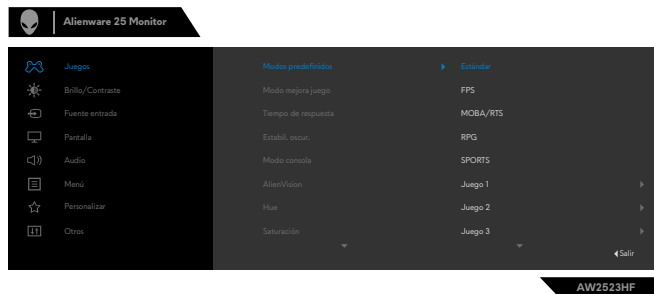 Alienware 25 Monitor
Juegos Modos predefinidos Estándar
Brillo/Contraste Modo mejora juego FPS
Fuente entrada Tiempo de respuesta MOBA/RTS
Pantalla Estabil. oscur. RPG
Audio Modo consola SPORTS
Menú AlienVision Juego 1
Personalizar Hue Juego 2
Otros Saturación Juego 3
Salir
AW2523HF